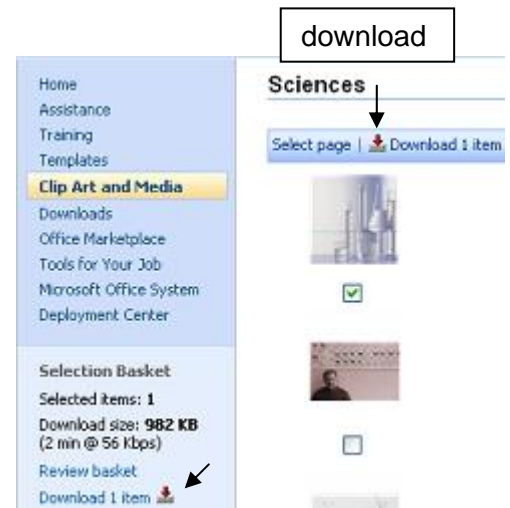 download
Home
Assistance
Training
Templates
Clip Art and Media
Downloads
Office Marketplace
Tools for Your Job
Microsoft Office System
Deployment Center
Selection Basket
Selected items: 1
Download size: 982 KB
(2 min @ 56 Kbps)
Review basket
Download 1 item
Sciences
Select page | Download 1 item